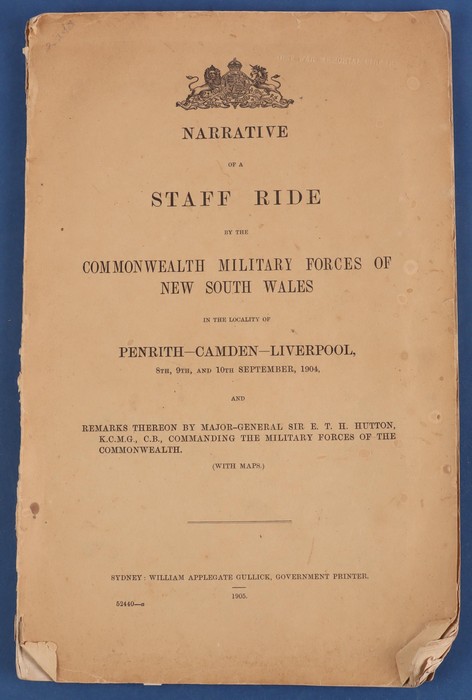 NARRATIVE
OF A
STAFF RIDE
BY THE
COMMONWEALTH MILITARY FORCES OF
NEW SOUTH WALES
IN THE LOCALITY OF
PENRITH—CAMDEN—LIVERPOOL,
8TH, 9TH, AND 10TH SEPTEMBER, 1904,
AND
REMARKS THEREON BY MAJOR-GENERAL SIR E. T. H. HUTTON,
K.C.M.G., C.B., COMMANDING THE MILITARY FORCES OF THE
COMMONWEALTH.
(WITH MAPS.)
SYDNEY: WILLIAM APPLEGATE GULLICK, GOVERNMENT PRINTER.
1905.
52440—a